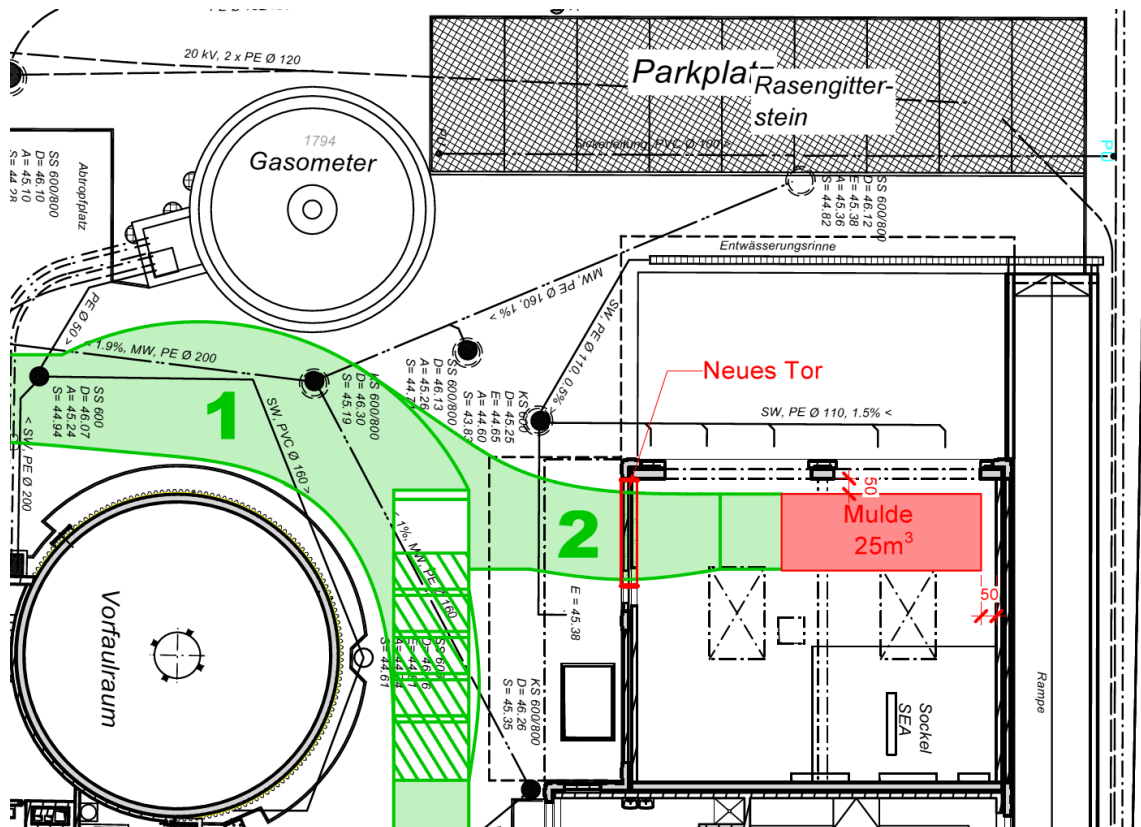 20 kV, 2 x PE Ø 120
Parkplatz
Rasengitter-
stein
Sickerleitung, PVC Ø 100 <
PU
1794
Gasometer
Abtropfplatz
SS 600/800
D= 46.10
A= 45.10
S= 44.28
SS 600/800
D= 46.12
E= 45.38
A= 45.36
S= 44.82
Entwässerungsrinne
MW, PE Ø 160, 1% >
SW, PE Ø 110, 0.5% >
PE Ø 50 >
< 1.9%, MW, PE Ø 200
KS 600/800
D= 46.30
S= 45.19
SS 600/800
D= 46.13
A= 45.26
KS 600
D= 45.25
E= 44.65
A= 44.60
S= 43.83
Neues Tor
SW, PE Ø 110, 1.5% <
SS 600
D= 46.07
A= 45.24
S= 44.94
1
SW, PVC Ø 160 >
< SW, PE Ø 200
2
50
Mulde
25m³
< 1%, MW, PE Ø 160
E = 45.38
50
Vorfaulraum
S= 44.61
KS 600/800
D= 46.26
S= 45.35
Sockel
SEA
Rampe